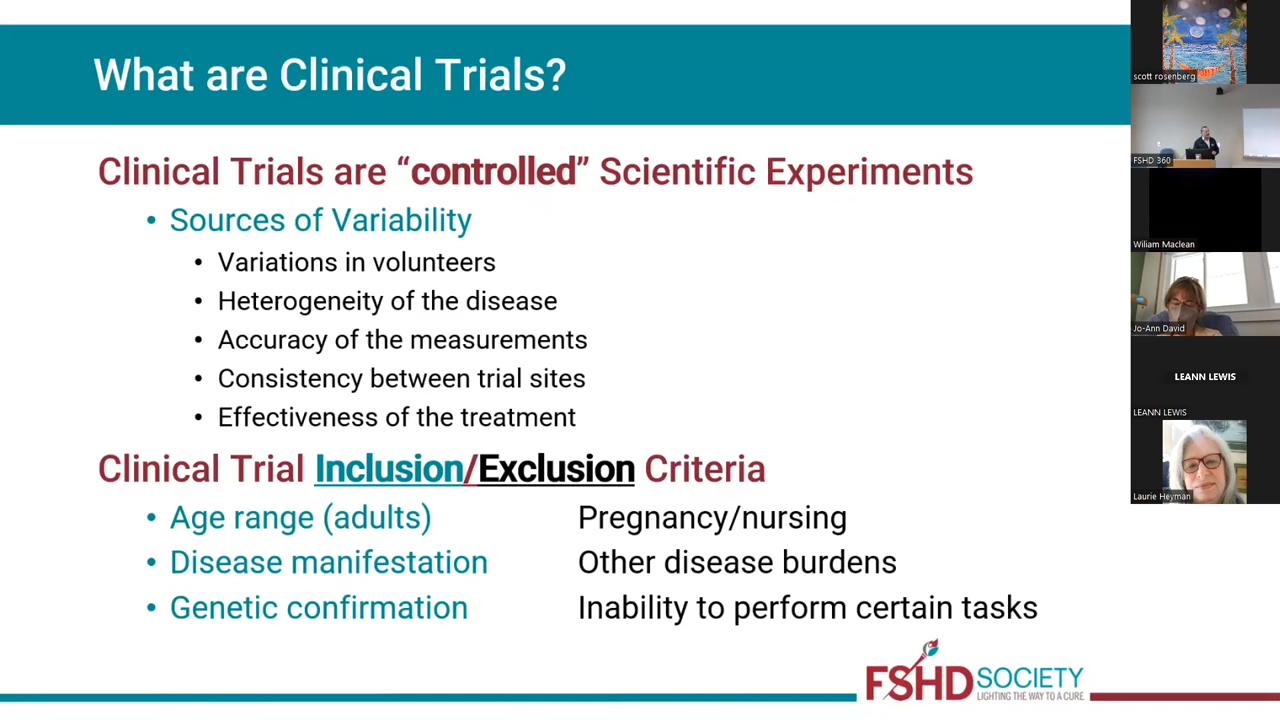 What are Clinical Trials?
Clinical Trials are “controlled” Scientific Experiments
• Sources of Variability
• Variations in volunteers
• Heterogeneity of the disease
• Accuracy of the measurements
• Consistency between trial sites
• Effectiveness of the treatment
Clinical Trial Inclusion/Exclusion Criteria
• Age range (adults) Pregnancy/nursing
• Disease manifestation Other disease burdens
• Genetic confirmation Inability to perform certain tasks
FSHD SOCIETY
LIGHTING THE WAY TO A CURE
scott rosenberg
FSHD 360
Wiliam Maclean
Jo-Ann David
LEANN LEWIS
LEANN LEWIS
Laurie Heyman